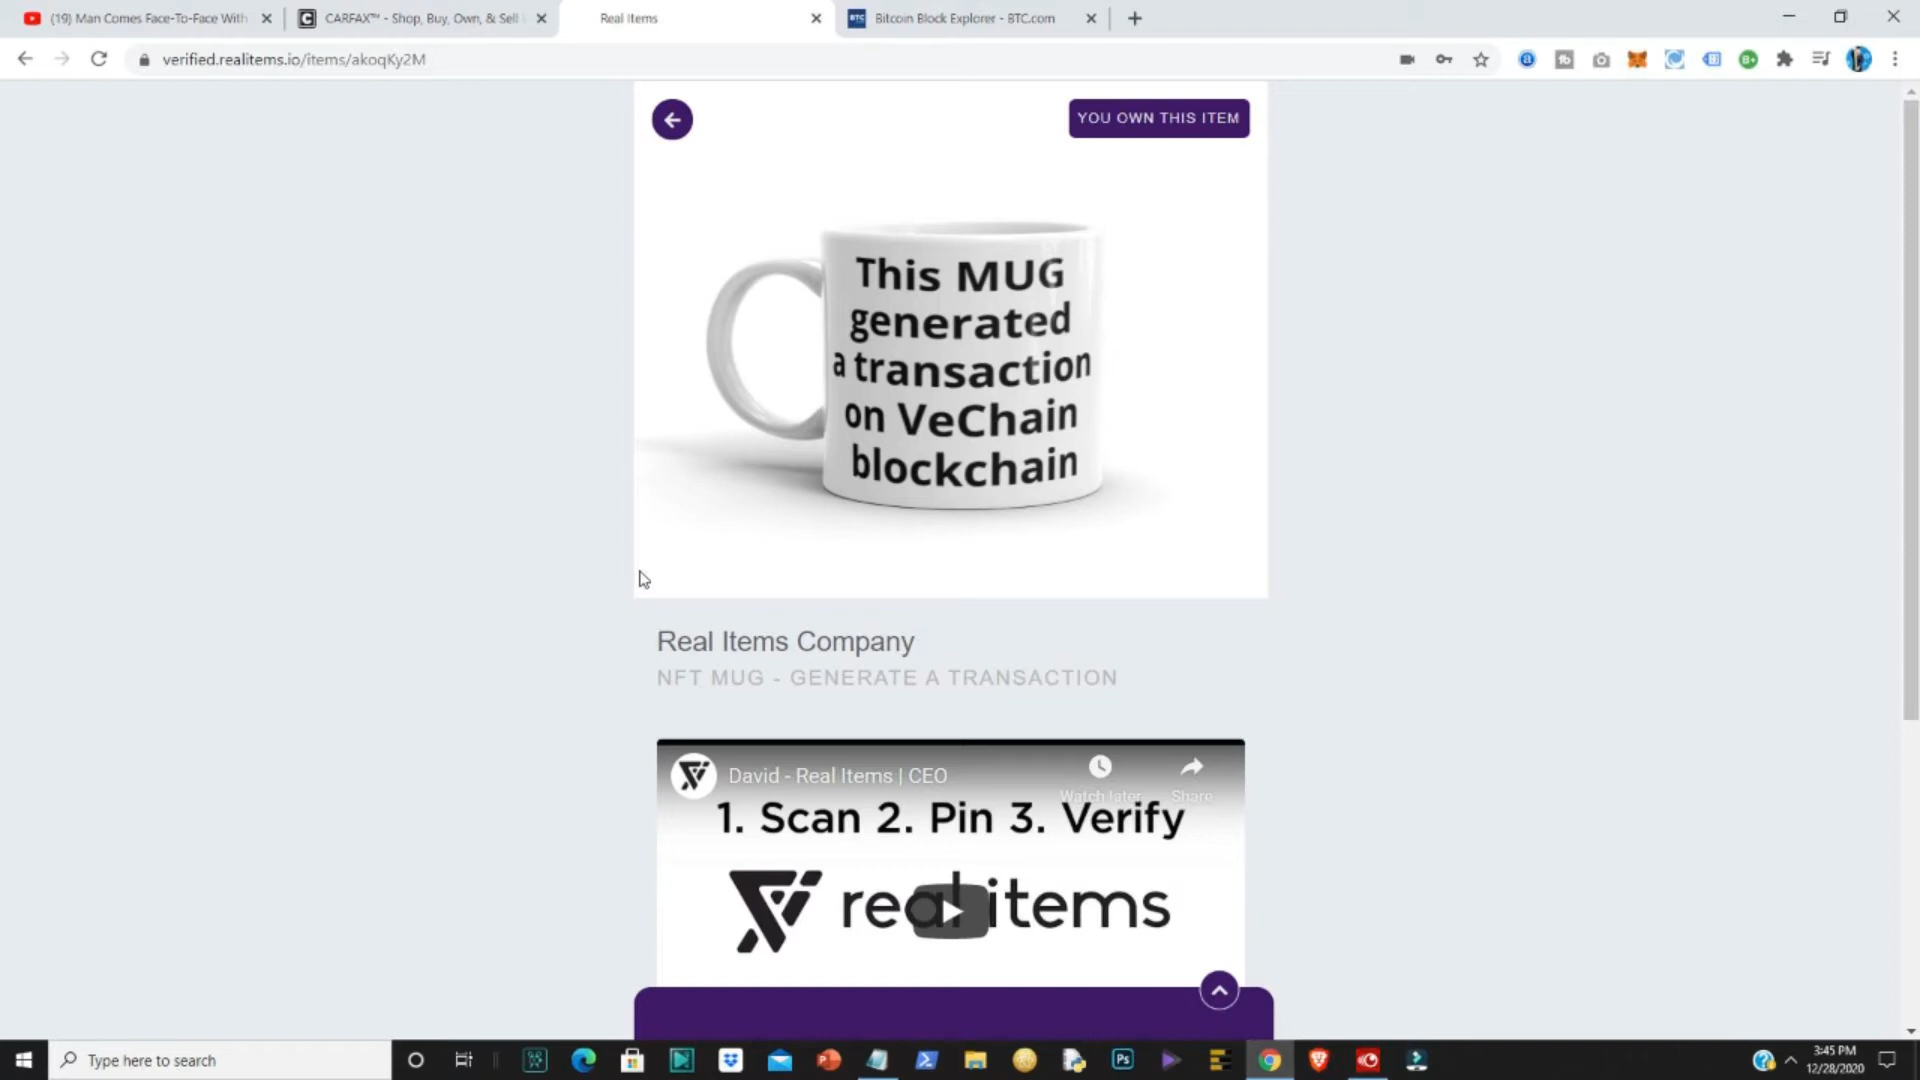 (19) Man Comes Face-To-Face With
CARFAX™ - Shop, Buy, Own, & Sell
Real Items
BTC
Bitcoin Block Explorer - BTC.com
verified.realitems.io/items/akoqKy2M
YOU OWN THIS ITEM
This MUG
generated
a transaction
on VeChain
blockchain
Real Items Company
NFT MUG - GENERATE A TRANSACTION
David - Real Items | CEO
Watch later
Share
1. Scan 2. Pin 3. Verify
real items
Type here to search
Ps
3:45 PM
12/28/2020